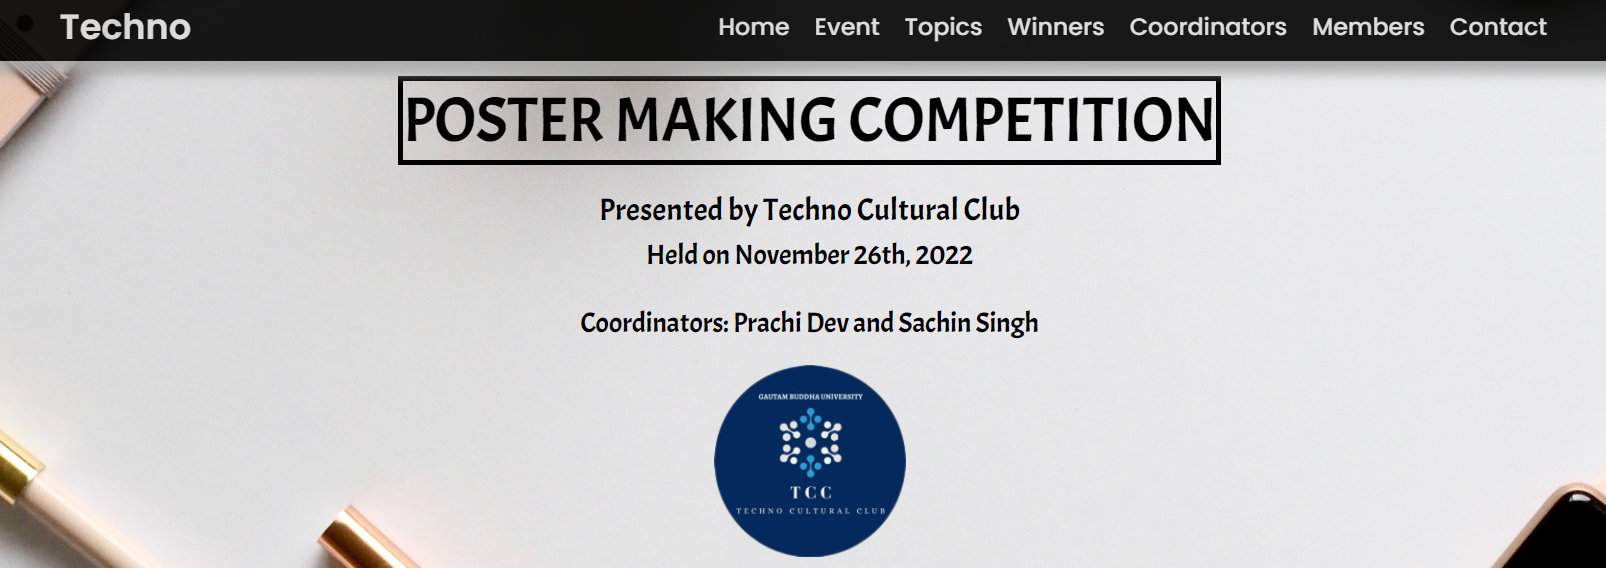 Techno
Home Event Topics Winners Coordinators Members Contact
POSTER MAKING COMPETITION
Presented by Techno Cultural Club
Held on November 26th, 2022
Coordinators: Prachi Dev and Sachin Singh
GAUTAM BUDDHA UNIVERSITY
TCC
TECHNO CULTURAL CLUB